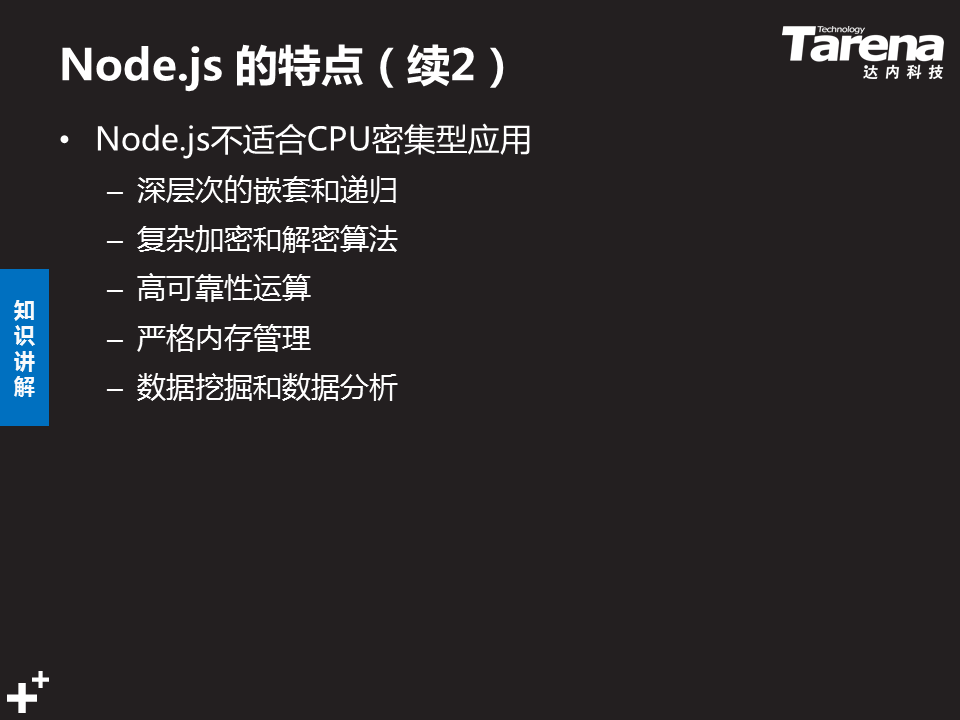 Node.js 的特点（续2）
Technology
Tarena
达内科技
• Node.js不适合CPU密集型应用
– 深层次的嵌套和递归
– 复杂加密和解密算法
– 高可靠性运算
– 严格内存管理
– 数据挖掘和数据分析
知识讲解